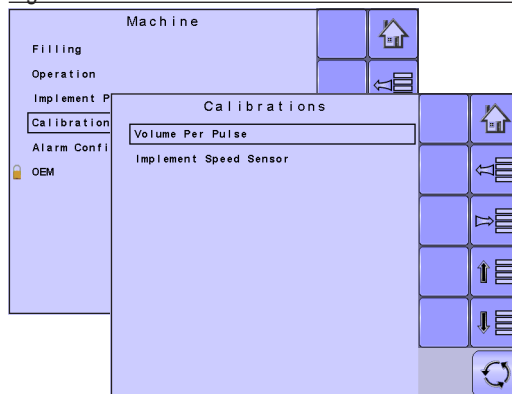 Machine
Filling
Operation
Implement P
Calibration
Alarm Confi
OEM
Calibrations
Volume Per Pulse
Implement Speed Sensor